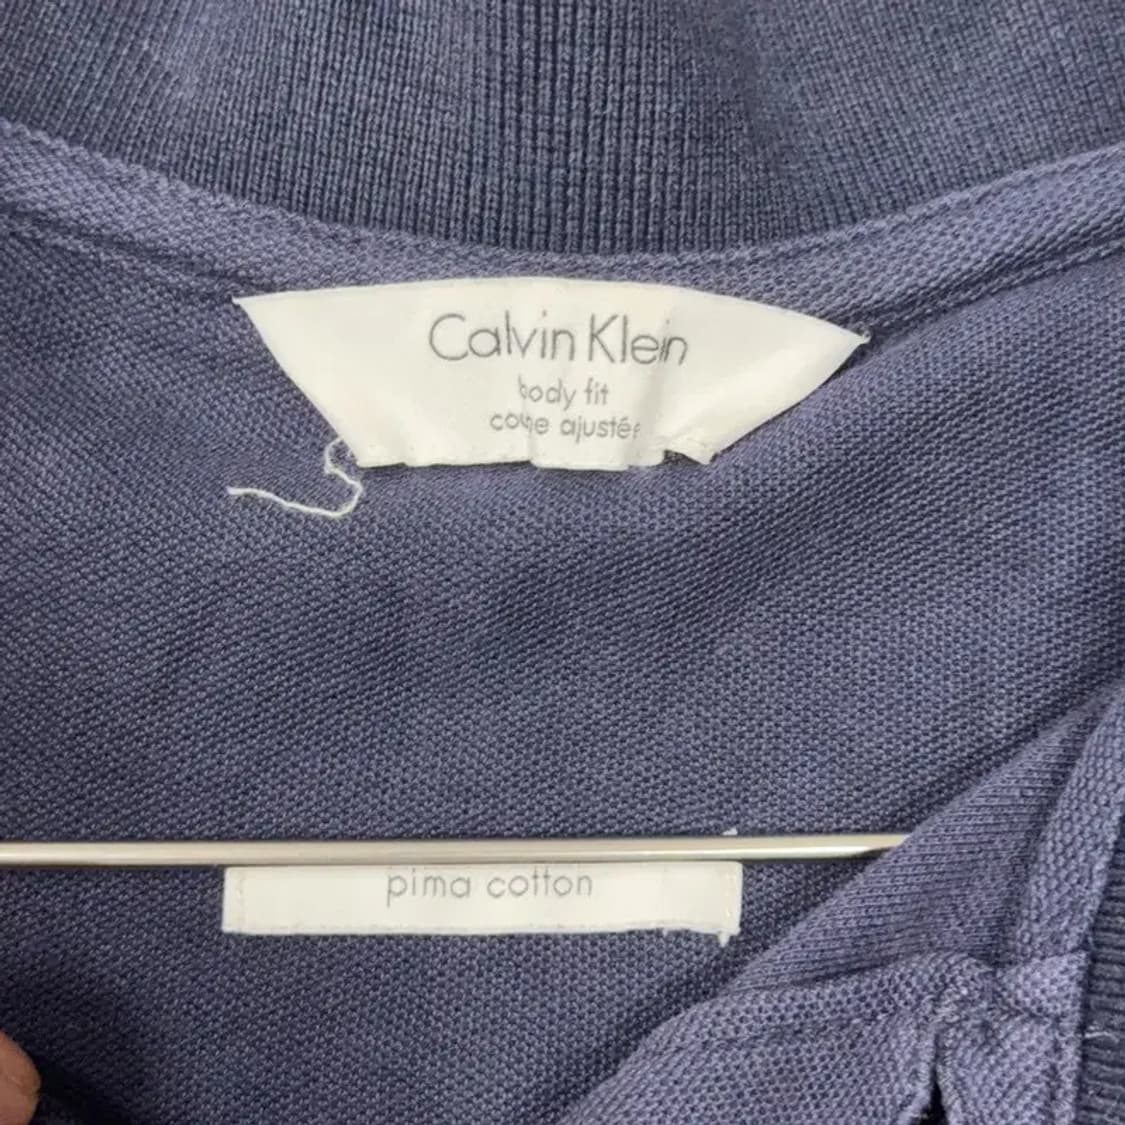 Calvin Klein
body fit
coupe ajustée
pima cotton